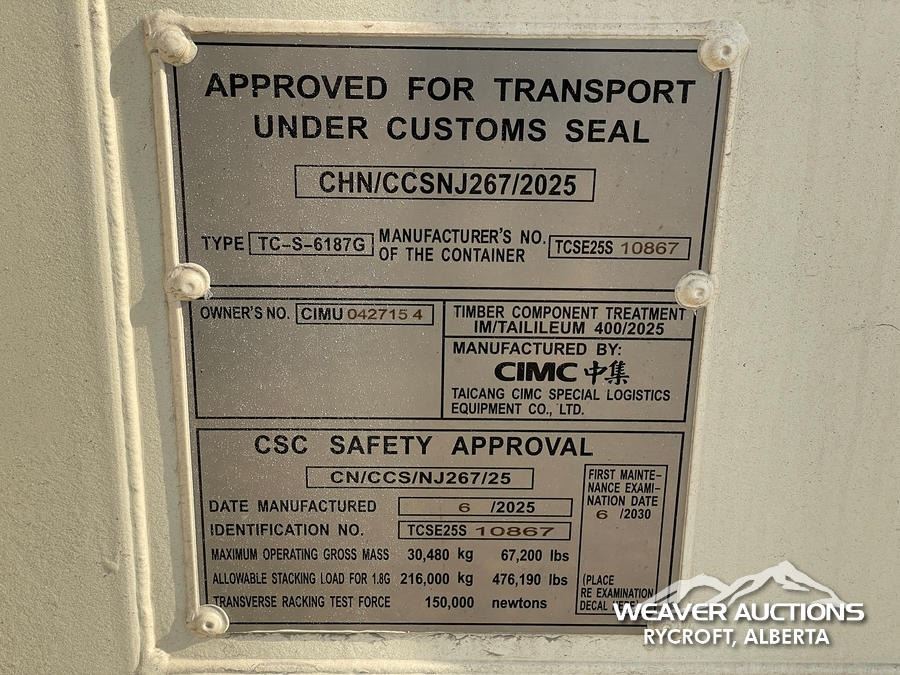 APPROVED FOR TRANSPORT
UNDER CUSTOMS SEAL
CHN/CCSNJ267/2025
TYPE TC-S-6187G MANUFACTURER'S NO. OF THE CONTAINER TCSE25S 10867
OWNER'S NO. CIMU 042715 4
TIMBER COMPONENT TREATMENT
IM/TAILILEUM 400/2025
MANUFACTURED BY:
CIMC 中集
TAICANG CIMC SPECIAL LOGISTICS
EQUIPMENT CO., LTD.
CSC SAFETY APPROVAL
CN/CCS/NJ267/25
DATE MANUFACTURED 6 /2025
IDENTIFICATION NO. TCSE25S 10867
MAXIMUM OPERATING GROSS MASS 30,480 kg 67,200 lbs
ALLOWABLE STACKING LOAD FOR 1.8G 216,000 kg 476,190 lbs
TRANSVERSE RACKING TEST FORCE 150,000 newtons
FIRST MAINTE-
NANCE EXAMI-
NATION DATE
6 /2030
(PLACE
RE EXAMINATION
DECAL HERE)
WEAVER AUCTIONS
RYCROFT, ALBERTA